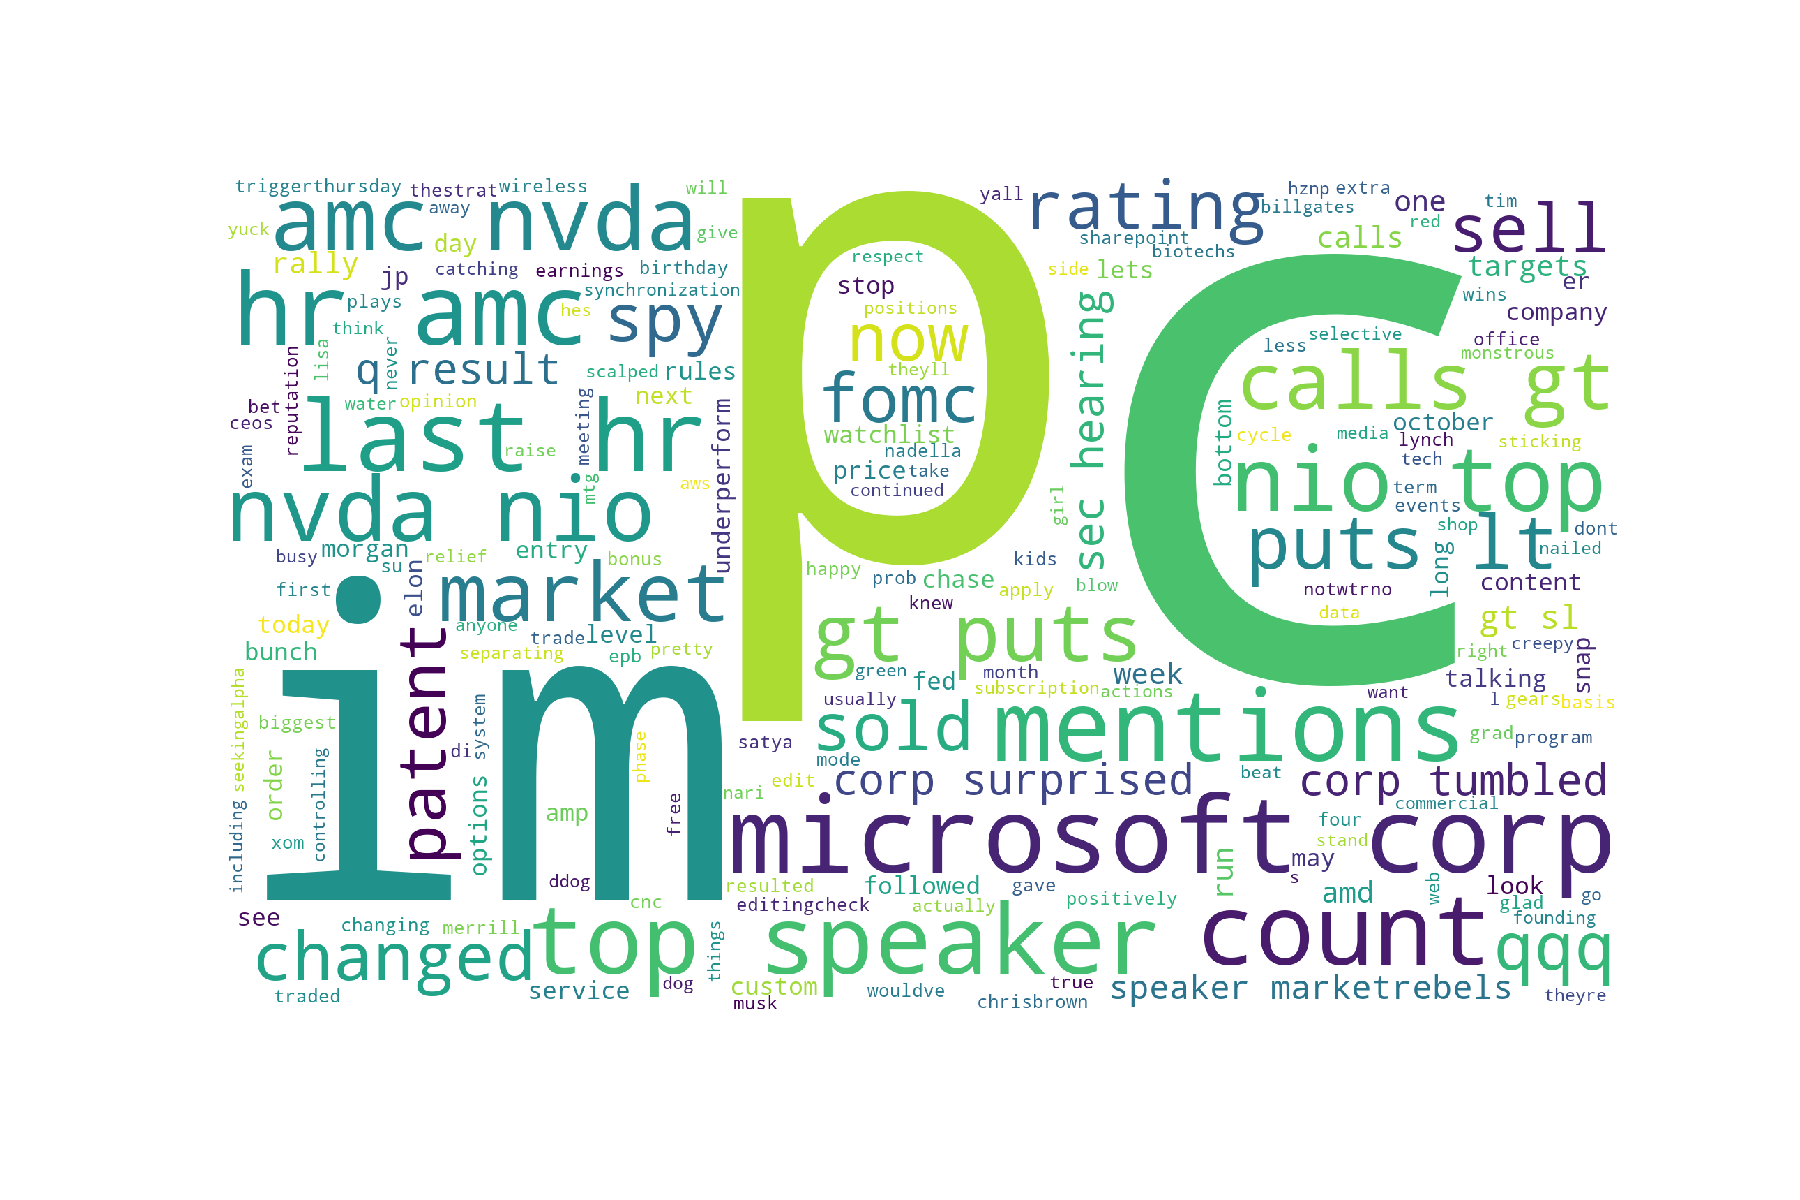 triggerthursday
thestrat
wireless
will
yall
rating
hznp
extra
one
tim
amc nvda
away
billgates
red
sell
yuck
day
give
sharepoint
calls
rally
jp
catching
earnings
birthday
respect
biotechs
side
lets
targets
er
synchronization
stop
wins
hr amc
plays
hes
spy
positions
now
company
think
less
selective
office
q
result
never
lisa
reputation
scalped
rules
theyll
fomc
sec hearing
monstrous
calls gt
bet
ceos
water
opinion
next
watchlist
october
bottom
cycle
media
lynch
sticking
last hr
meeting
raise
nadella
price
take
tech
exam
mtg
aws
underperform
continued
girl
nio top
term
events
nvda nio
shop
dont
puts lt
nailed
busy
morgan
relief
entry
bonus
happy
kids
long
su
first
elon
market
prob
chase
apply
blow
notwtrno
content
knew
data
today
anyone
trade
level
gt puts
gt sl
bunch
patent
separating
epb
pretty
right
creepy
snap
seekingalpha
green
fed
month
week
want
talking
subscription
actions
usually
l
gears
basis
biggest
im
di
system
phase
satya
sold
mentions
grad
program
order
controlling
mode
xom
options
nari
edit
corp surprised
beat
corp tumbled
including
amp
free
microsoft corp
commercial
four
stand
run
may
ddog
resulted
followed
gave
positively
s
amd
web
look
go
see
cnc
editingcheck
actually
glad
founding
changing
merrill
changed
top speaker
count
qqq
things
traded
service
dog
custom
musk
wouldve
true
chrisbrown
speaker marketrebels
theyre
p
c